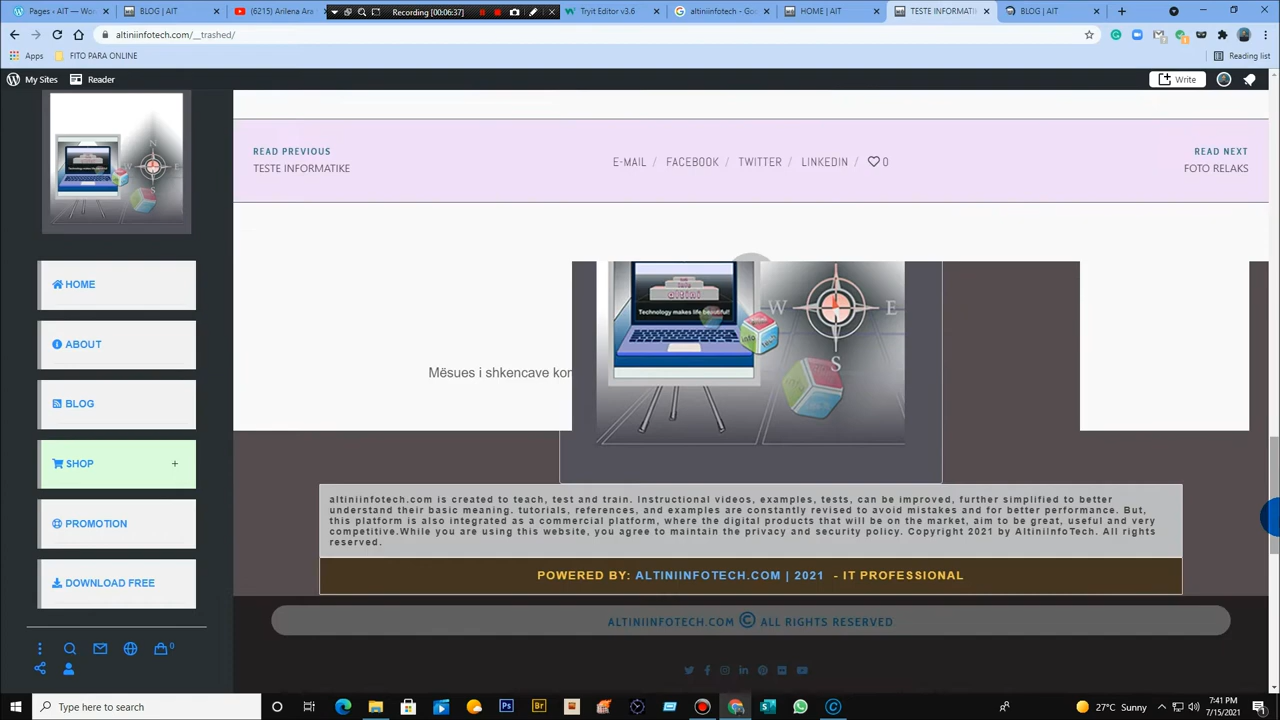 W (19) Works... — Wo
BLOG | AIT
(6215) Arilena Ara
Recording [00:06:37]
Tryit Editor v3.6
altiniinfotech - Go
HOME | AIT
TESTE INFORMATI
BLOG | AIT
altiniinfotech.com/__trashed/
Apps
FITO PARA ONLINE
Reading list
My Sites
Reader
Write
READ PREVIOUS
TESTE INFORMATIKE
E-MAIL / FACEBOOK / TWITTER / LINKEDIN / 0
READ NEXT
FOTO RELAKS
HOME
ABOUT
BLOG
SHOP +
PROMOTION
DOWNLOAD FREE
0
altini
Technology makes life beautiful!
N
W
E
S
info
Mësues i shkencave kor
altiniinfotech.com is created to teach, test and train. Instructional videos, examples, tests, can be improved, further simplified to better
understand their basic meaning. tutorials, references, and examples are constantly revised to avoid mistakes and for better performance. But,
this platform is also integrated as a commercial platform, where the digital products that will be on the market, aim to be great, useful and very
competitive.While you are using this website, you agree to maintain the privacy and security policy. Copyright 2021 by AltiniInfoTech. All rights
reserved.
POWERED BY: ALTINIINFOTECH.COM | 2021 - IT PROFESSIONAL
ALTINIINFOTECH.COM © ALL RIGHTS RESERVED
Type here to search
27°C Sunny
7:41 PM
7/15/2021